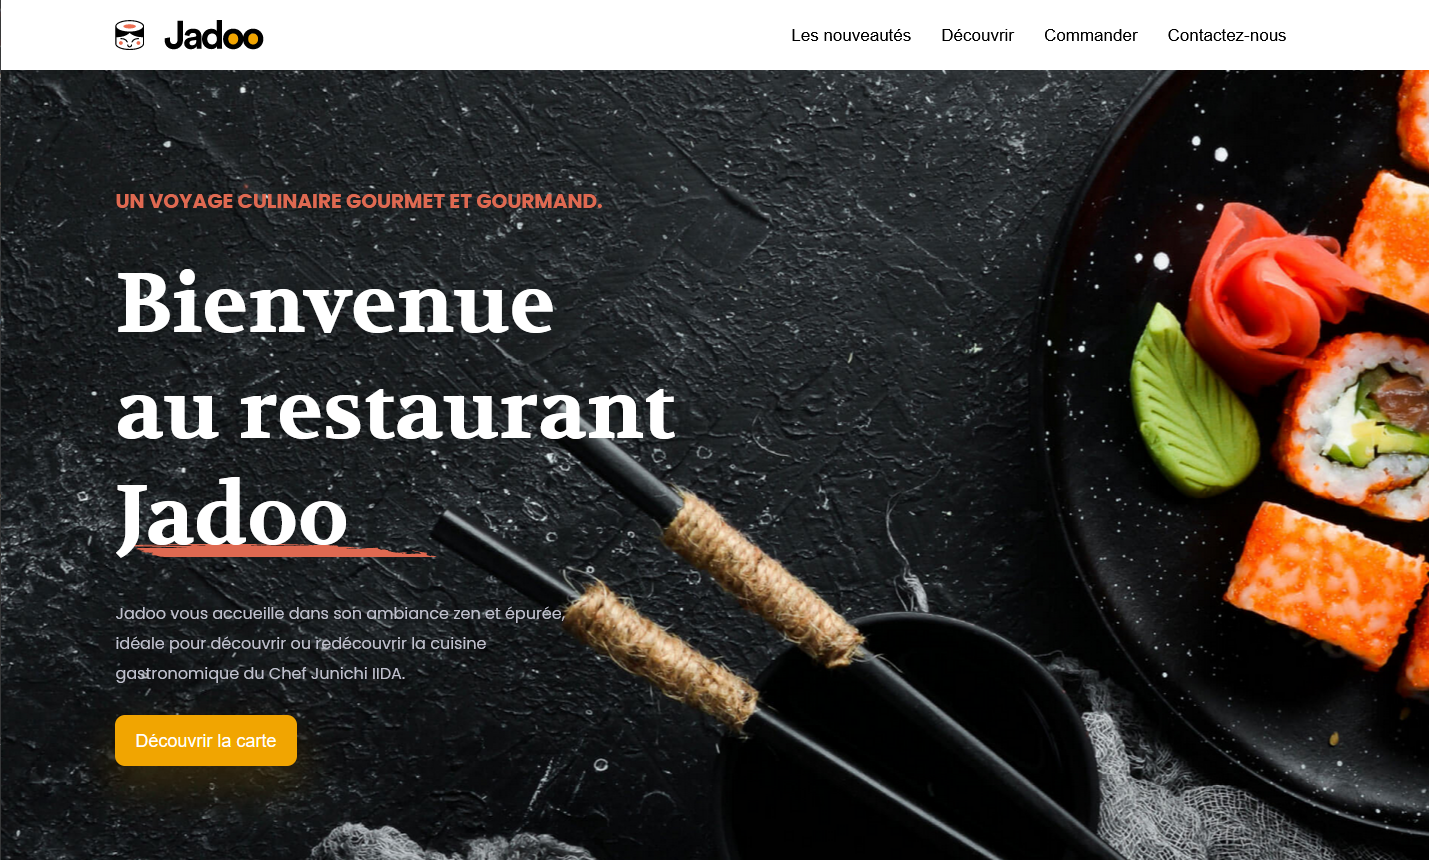 Jadoo
Les nouveautés
Découvrir
Commander
Contactez-nous
UN VOYAGE CULINAIRE GOURMET ET GOURMAND.
Bienvenue
au restaurant
Jadoo
Jadoo vous accueille dans son ambiance zen et épurée,
idéale pour découvrir ou redécouvrir la cuisine
gastronomique du Chef Junichi IIDA.
Découvrir la carte